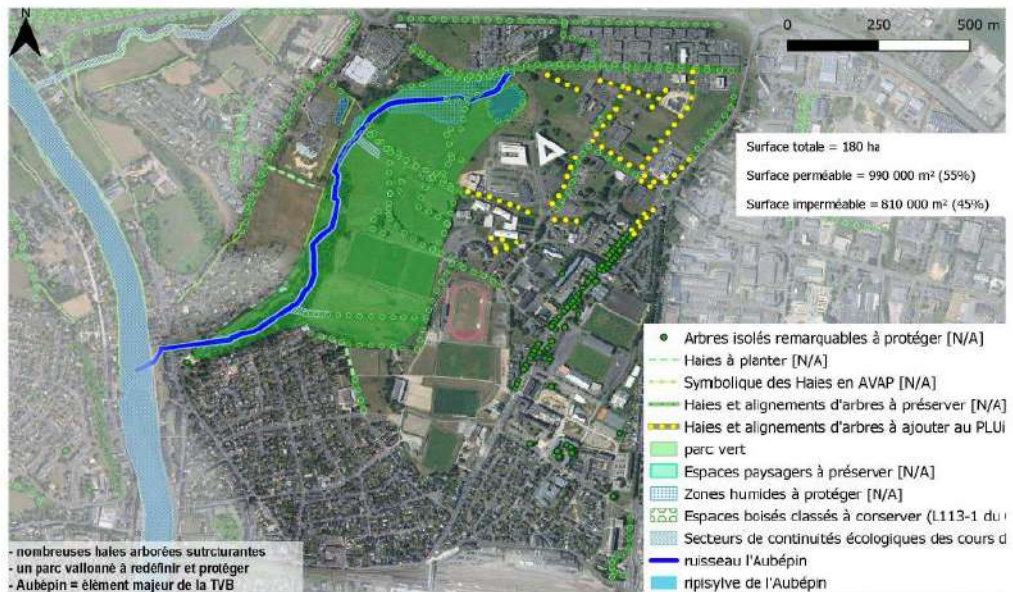 N
0 250 500 m
Surface totale = 180 ha
Surface perméable = 990 000 m² (55%)
Surface imperméable = 810 000 m² (45%)
Arbres isolés remarquables à protéger [N/A]
Haies à planter [N/A]
Symbolique des Haies en AVAP [N/A]
Haies et alignements d'arbres à préserver [N/A]
Haies et alignements d'arbres à ajouter au PLUi
parc vert
Espaces paysagers à préserver [N/A]
Zones humides à protéger [N/A]
Espaces boisés classés à conserver (L113-1 du
Secteurs de continuités écologiques des cours d
ruisseau l'Aubépin
ripisylve de l'Aubépin
- nombreuses haies arborées sutrcturantes
- un parc vallonné à redéfinir et protéger
- Aubépin = élément majeur de la TVB